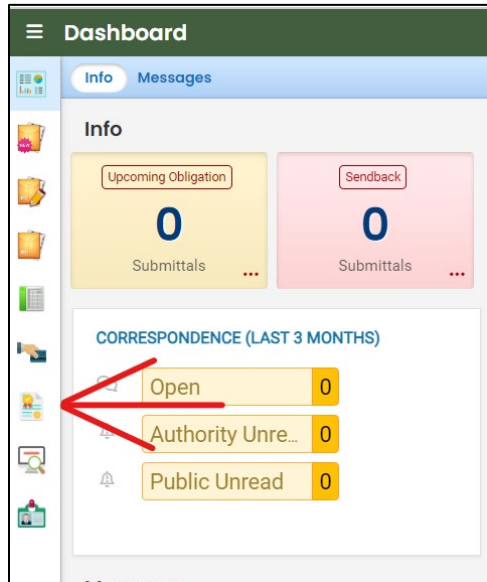 Dashboard
Info Messages
Info
Upcoming Obligation Sendback
0 0
Submittals ... Submittals ...
CORRESPONDENCE (LAST 3 MONTHS)
Open 0
Authority Unre... 0
Public Unread 0